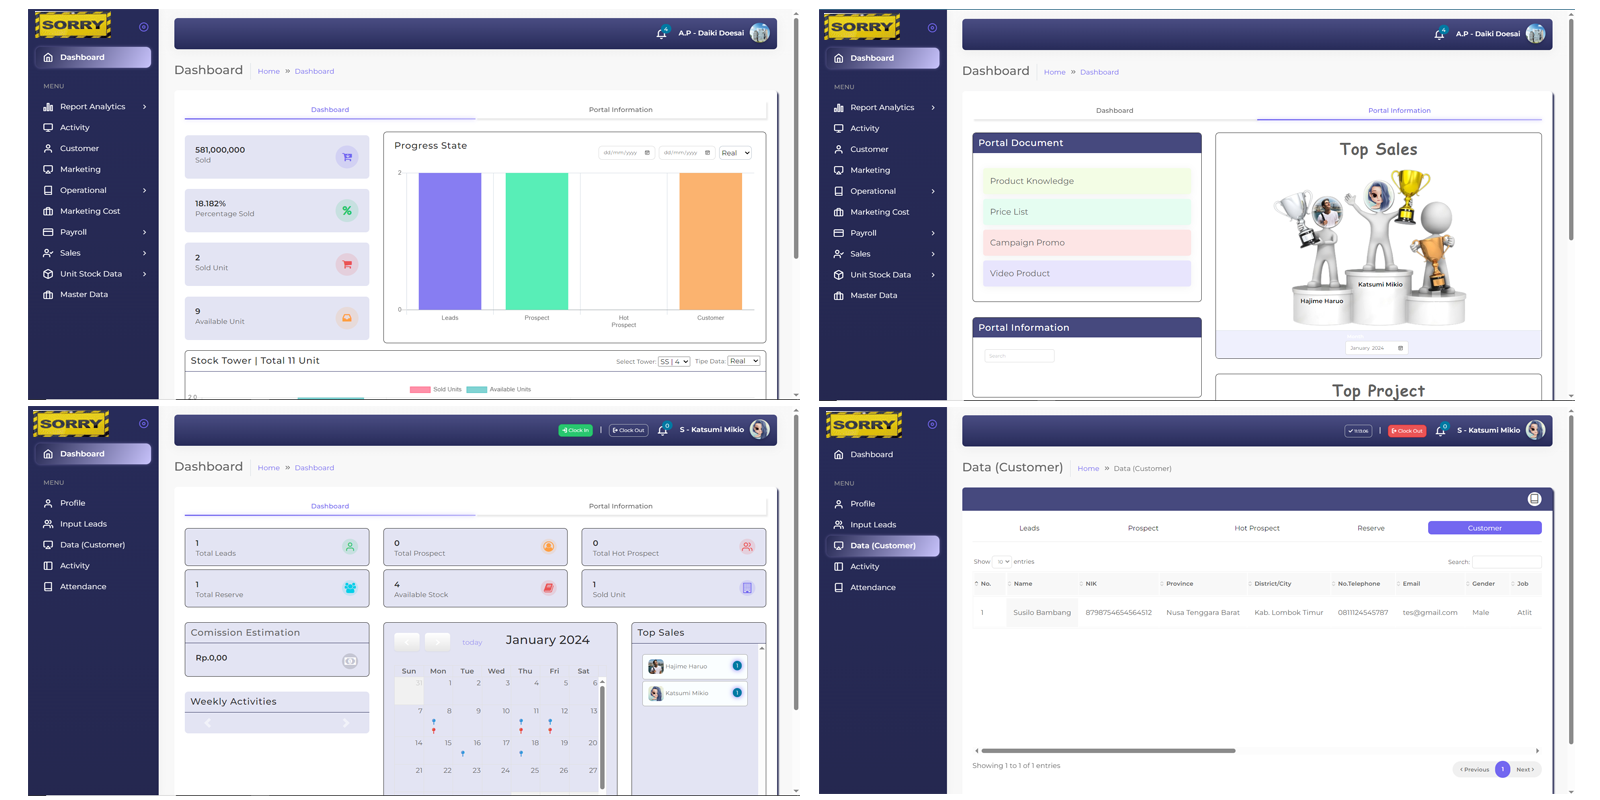 SORRY
Dashboard
MENU
Report Analytics
Activity
Customer
Marketing
Operational
Marketing Cost
Payroll
Sales
Unit Stock Data
Master Data
4
A.P - Daiki Doesai
Dashboard
Home » Dashboard
Dashboard
Portal Information
581,000,000
Sold
18.182%
Percentage Sold
2
Sold Unit
9
Available Unit
Progress State
dd/mm/yyyy
dd/mm/yyyy
Real
2
0
Leads
Prospect
Hot
Prospect
Customer
Stock Tower | Total 11 Unit
Select Tower: SS | 4
Tipe Data: Real
Sold Units
Available Units
2.0
SORRY
Dashboard
MENU
Report Analytics
Activity
Customer
Marketing
Operational
Marketing Cost
Payroll
Sales
Unit Stock Data
Master Data
4
A.P - Daiki Doesai
Dashboard
Home » Dashboard
Dashboard
Portal Information
Portal Document
Product Knowledge
Price List
Campaign Promo
Video Product
Portal Information
Search
Top Sales
Katsumi Mikio
Hajime Haruo
January 2024
Top Project
SORRY
Dashboard
MENU
Profile
Input Leads
Data (Customer)
Activity
Attendance
Clock In
|
Clock Out
0
S - Katsumi Mikio
Dashboard
Home » Dashboard
Dashboard
Portal Information
1
Total Leads
0
Total Prospect
0
Total Hot Prospect
1
Total Reserve
4
Available Stock
1
Sold Unit
Comission Estimation
Rp.0,00
Weekly Activities
today
January 2024
Sun Mon Tue Wed Thu Fri Sat
31 1 2 3 4 5 6
7 8 9 10 11 12 13
14 15 16 17 18 19 20
21 22 23 24 25 26 27
Top Sales
Hajime Haruo 1
Katsumi Mikio 1
SORRY
Dashboard
MENU
Profile
Input Leads
Data (Customer)
Activity
Attendance
11:13:06
|
Clock Out
0
S - Katsumi Mikio
Data (Customer)
Home » Data (Customer)
Leads
Prospect
Hot Prospect
Reserve
Customer
Show 10 entries
Search:
No. Name NIK Province District/City No.Telephone Email Gender Job
1 Susilo Bambang 8798754654564512 Nusa Tenggara Barat Kab. Lombok Timur 0811124545787 tes@gmail.com Male Atlit
Showing 1 to 1 of 1 entries
‹ Previous 1 Next ›